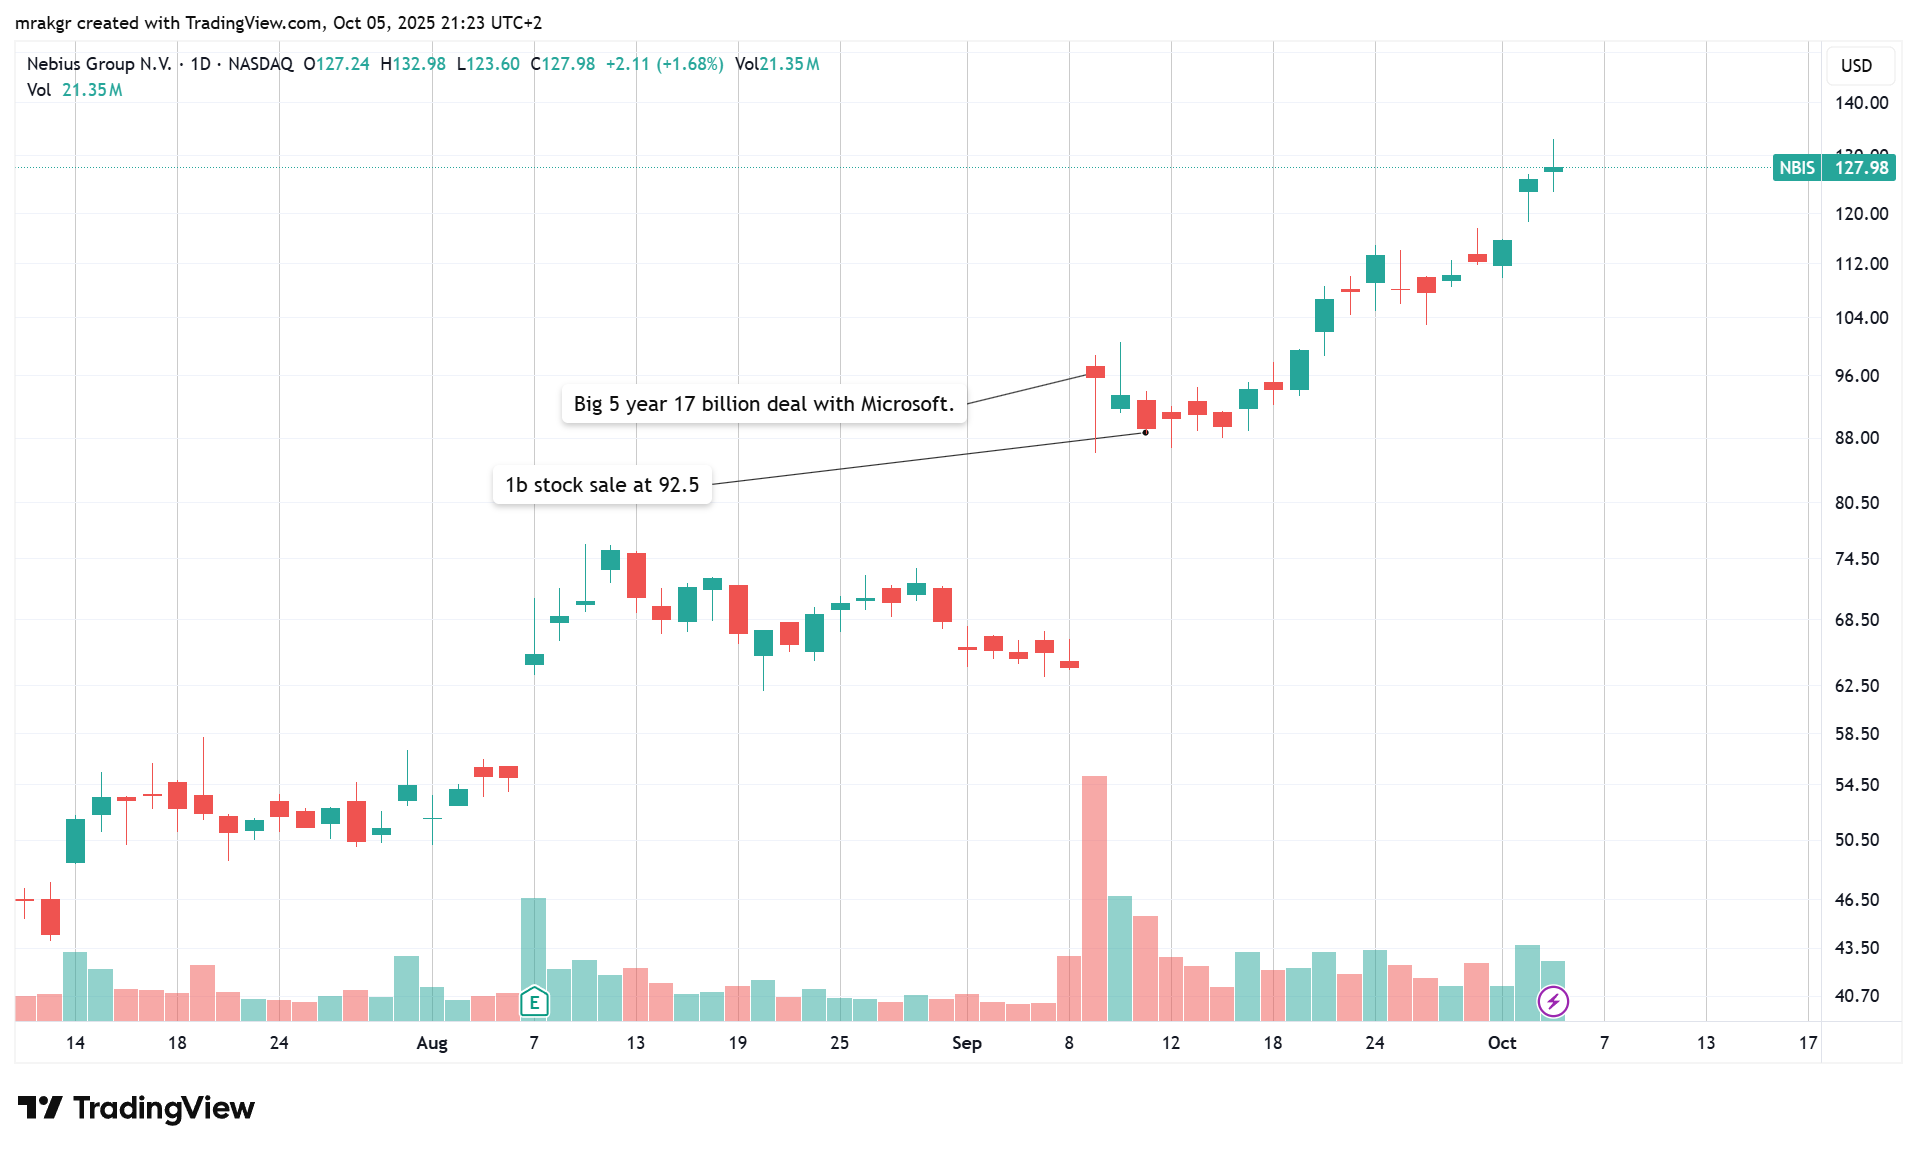 mrakgr created with TradingView.com, Oct 05, 2025 21:23 UTC+2
Nebius Group N.V. · 1D · NASDAQ O127.24 H132.98 L123.60 C127.98 +2.11 (+1.68%) Vol21.35M
Vol 21.35M
USD
140.00
NBIS 127.98
120.00
112.00
104.00
96.00
Big 5 year 17 billion deal with Microsoft.
88.00
1b stock sale at 92.5
80.50
74.50
68.50
62.50
58.50
54.50
50.50
46.50
43.50
40.70
E
14 18 24 Aug 7 13 19 25 Sep 8 12 18 24 Oct 7 13 17
TradingView